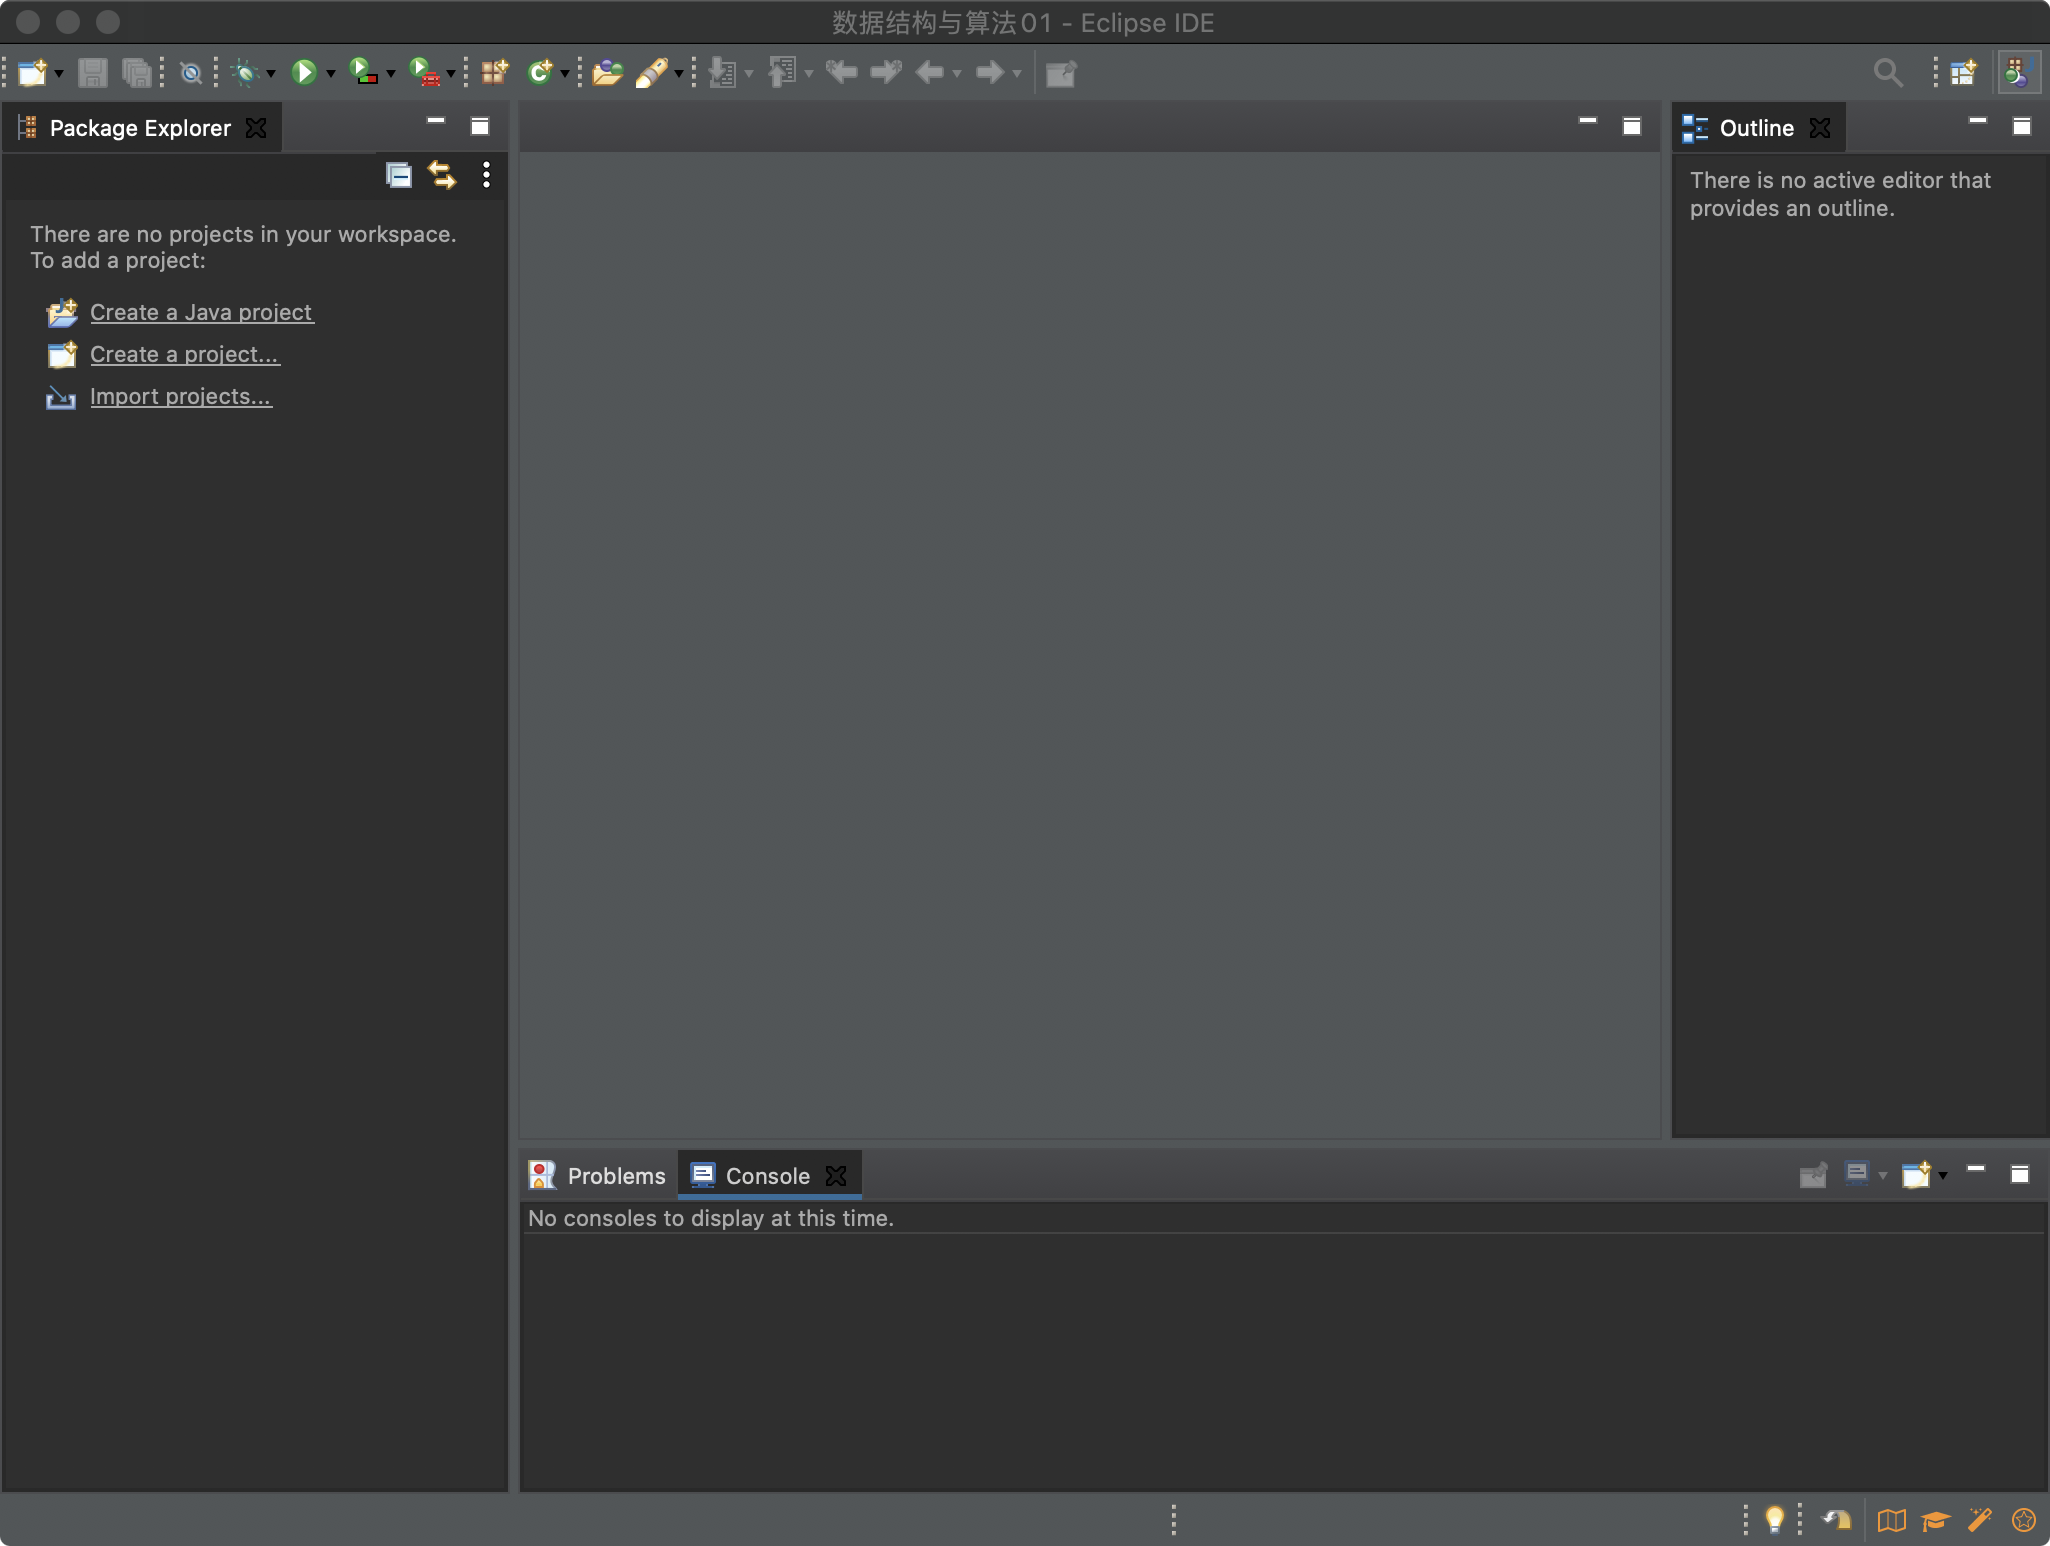 数据结构与算法01 - Eclipse IDE
Package Explorer
There are no projects in your workspace.
To add a project:
Create a Java project
Create a project...
Import projects...
Outline
There is no active editor that
provides an outline.
Problems
Console
No consoles to display at this time.